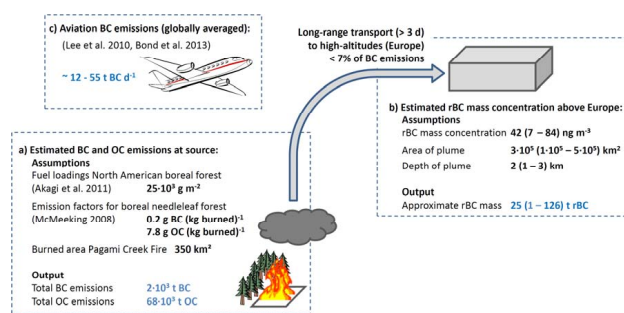 c) Aviation BC emissions (globally averaged):
(Lee et al. 2010, Bond et al. 2013)
~ 12 - 55 t BC d⁻¹
Long-range transport (> 3 d)
to high-altitudes (Europe)
< 7% of BC emissions
b) Estimated rBC mass concentration above Europe:
Assumptions
rBC mass concentration 42 (7 – 84) ng m⁻³
Area of plume 3·10⁵ (1·10⁵ – 5·10⁵) km²
Depth of plume 2 (1 – 3) km
Output
Approximate rBC mass 25 (1 – 126) t rBC
a) Estimated BC and OC emissions at source:
Assumptions
Fuel loadings North American boreal forest
(Akagi et al. 2011) 25·10³ g m⁻²
Emission factors for boreal needleleaf forest
(McMeeking 2008) 0.2 g BC (kg burned)⁻¹
7.8 g OC (kg burned)⁻¹
Burned area Pagami Creek Fire 350 km²
Output
Total BC emissions 2·10³ t BC
Total OC emissions 68·10³ t OC